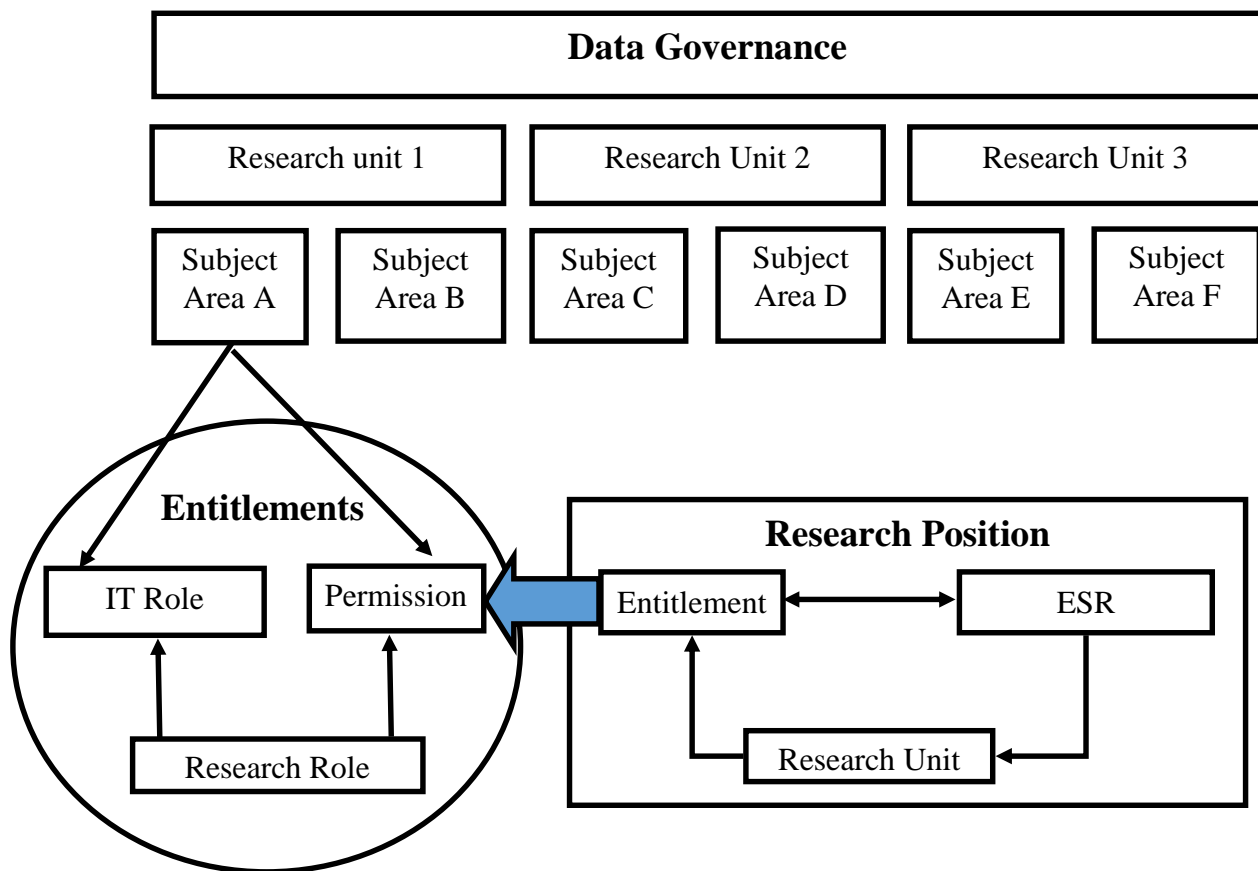 Data Governance
Research unit 1
Research Unit 2
Research Unit 3
Subject
Area A
Subject
Area B
Subject
Area C
Subject
Area D
Subject
Area E
Subject
Area F
Entitlements
IT Role
Permission
Research Role
Research Position
Entitlement
ESR
Research Unit